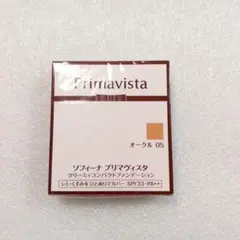 Primavista
オークル 05
ソフィーナ プリマヴィスタ
クリーミィコンパクトファンデーション
シミ・くすみをひとぬりでカバー SPF33・PA++